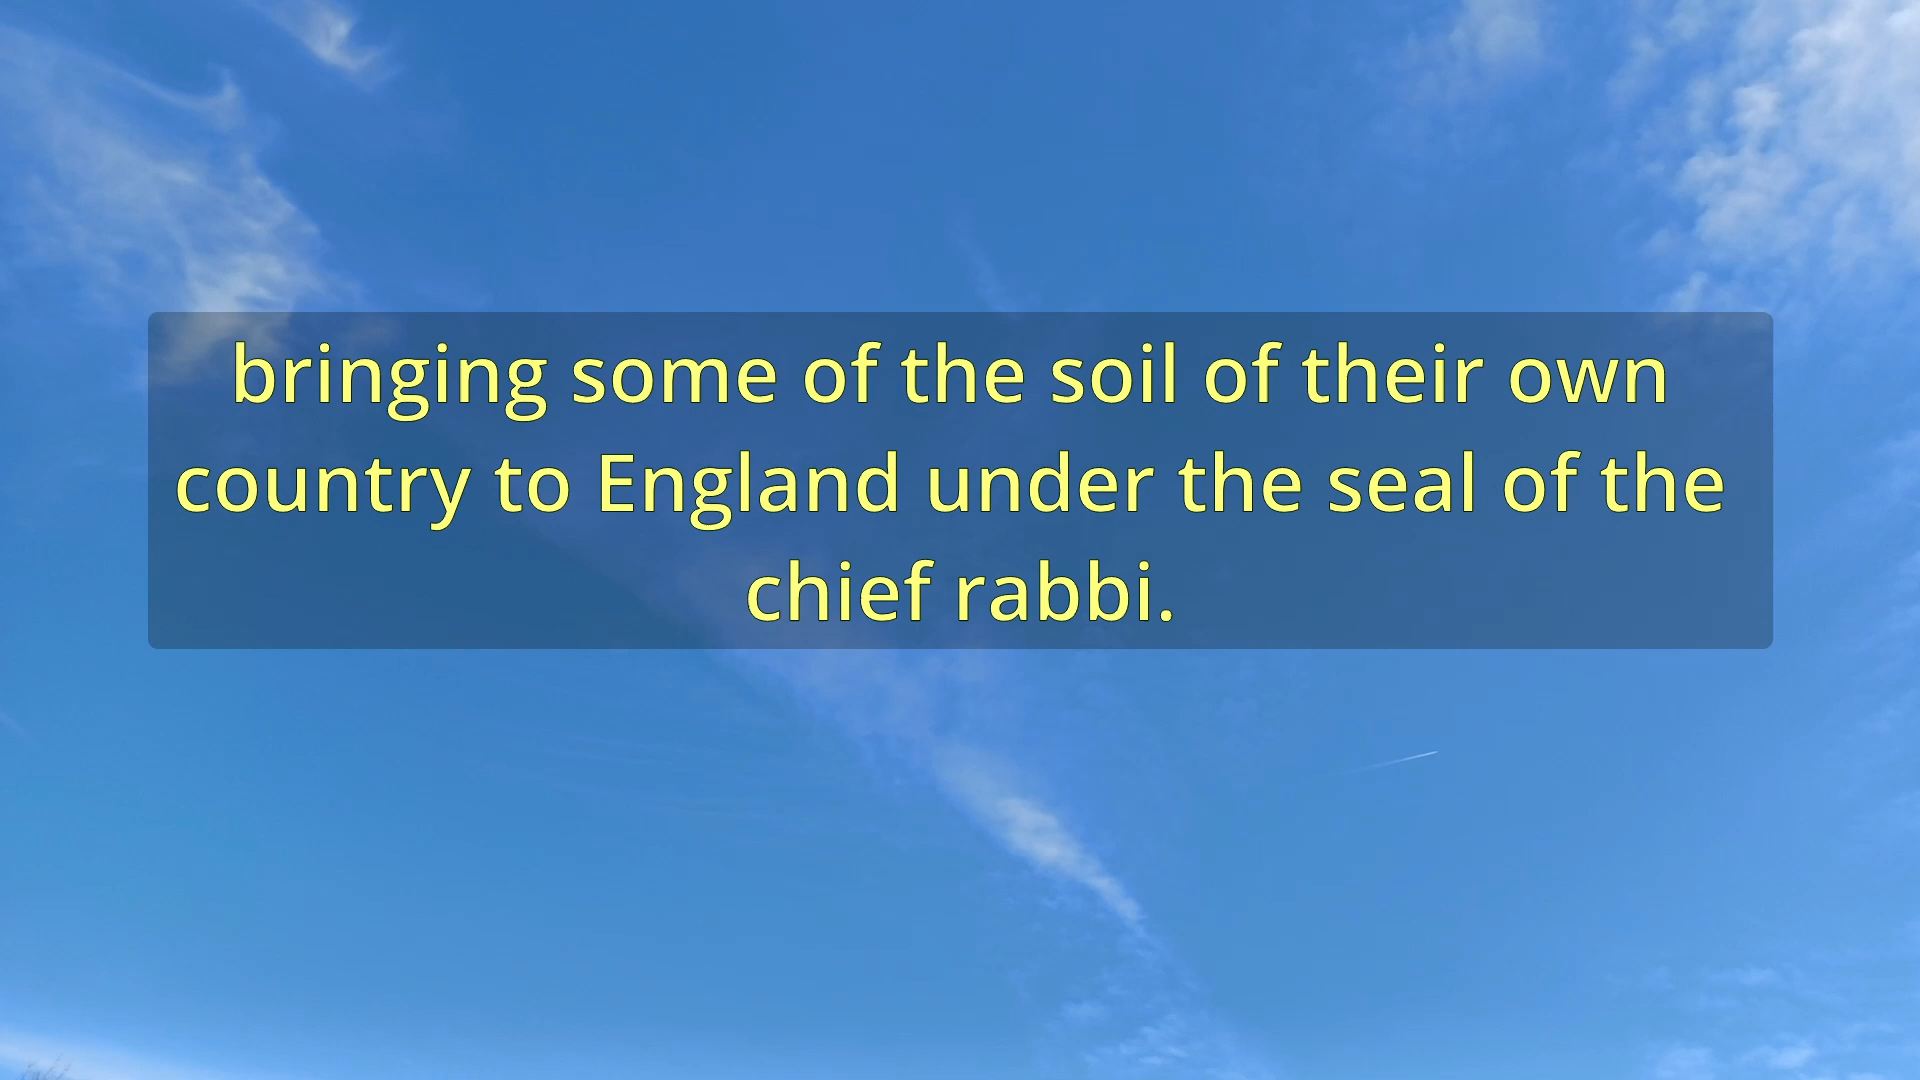 bringing some of the soil of their own
country to England under the seal of the
chief rabbi.